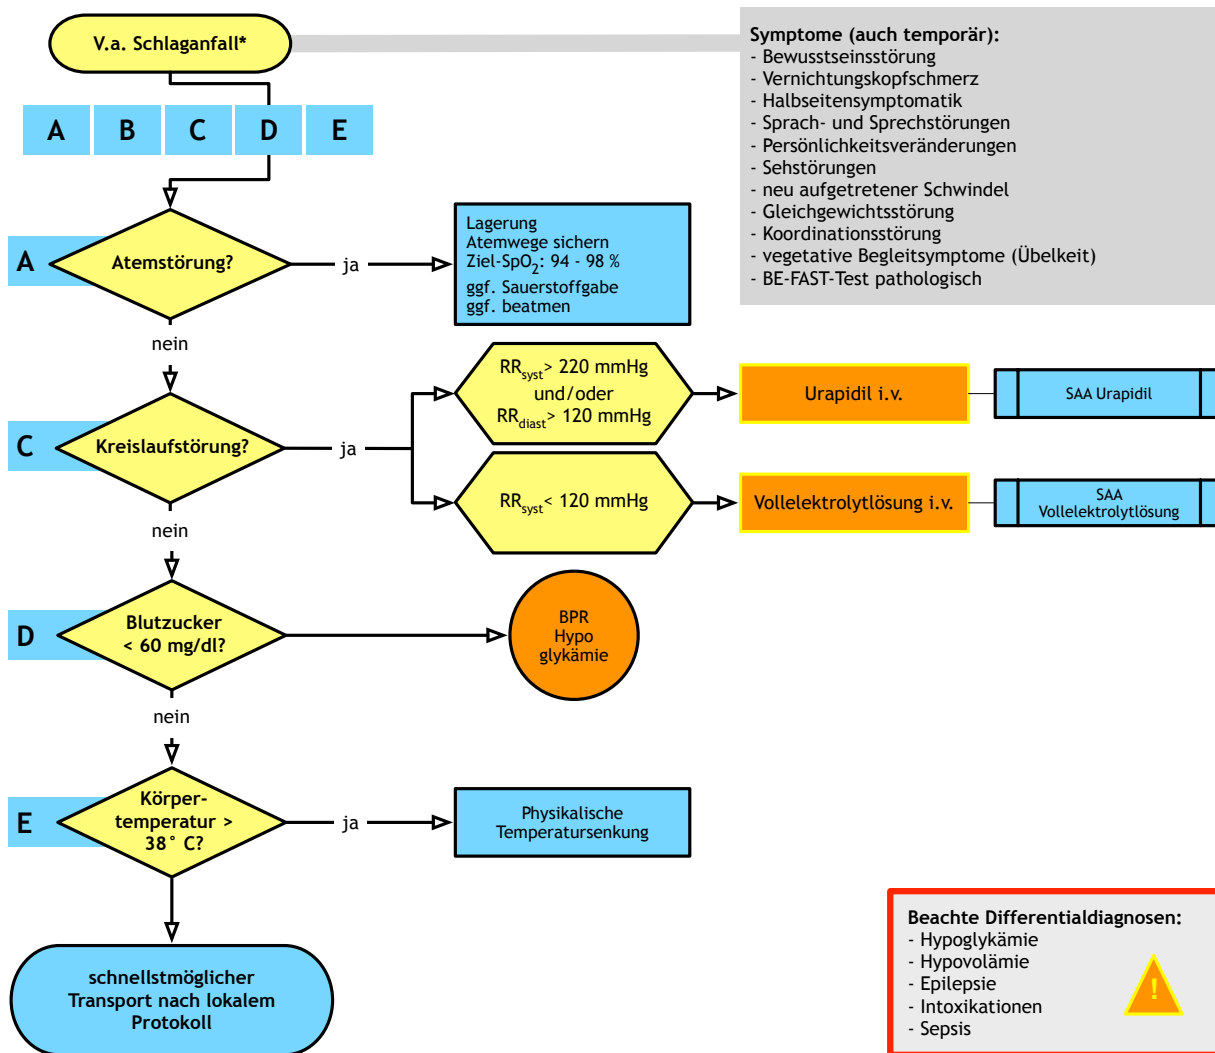 V.a. Schlaganfall*
Symptome (auch temporär):
- Bewusstseinsstörung
- Vernichtungskopfschmerz
- Halbseitensymptomatik
- Sprach- und Sprechstörungen
- Persönlichkeitsveränderungen
- Sehstörungen
- neu aufgetretener Schwindel
- Gleichgewichtsstörung
- Koordinationsstörung
- vegetative Begleitsymptome (Übelkeit)
- BE-FAST-Test pathologisch
A B C D E
A
Atemstörung?
ja
Lagerung
Atemwege sichern
Ziel-SpO₂: 94 - 98 %
ggf. Sauerstoffgabe
ggf. beatmen
nein
C
Kreislaufstörung?
ja
RRsyst> 220 mmHg
und/oder
RRdiast> 120 mmHg
Urapidil i.v.
SAA Urapidil
RRsyst< 120 mmHg
Vollelektrolytlösung i.v.
SAA
Vollelektrolytlösung
nein
D
Blutzucker
< 60 mg/dl?
BPR
Hypo
glykämie
nein
E
Körper-
temperatur >
38° C?
ja
Physikalische
Temperatursenkung
schnellstmöglicher
Transport nach lokalem
Protokoll
Beachte Differentialdiagnosen:
- Hypoglykämie
- Hypovolämie
- Epilepsie
- Intoxikationen
- Sepsis
!